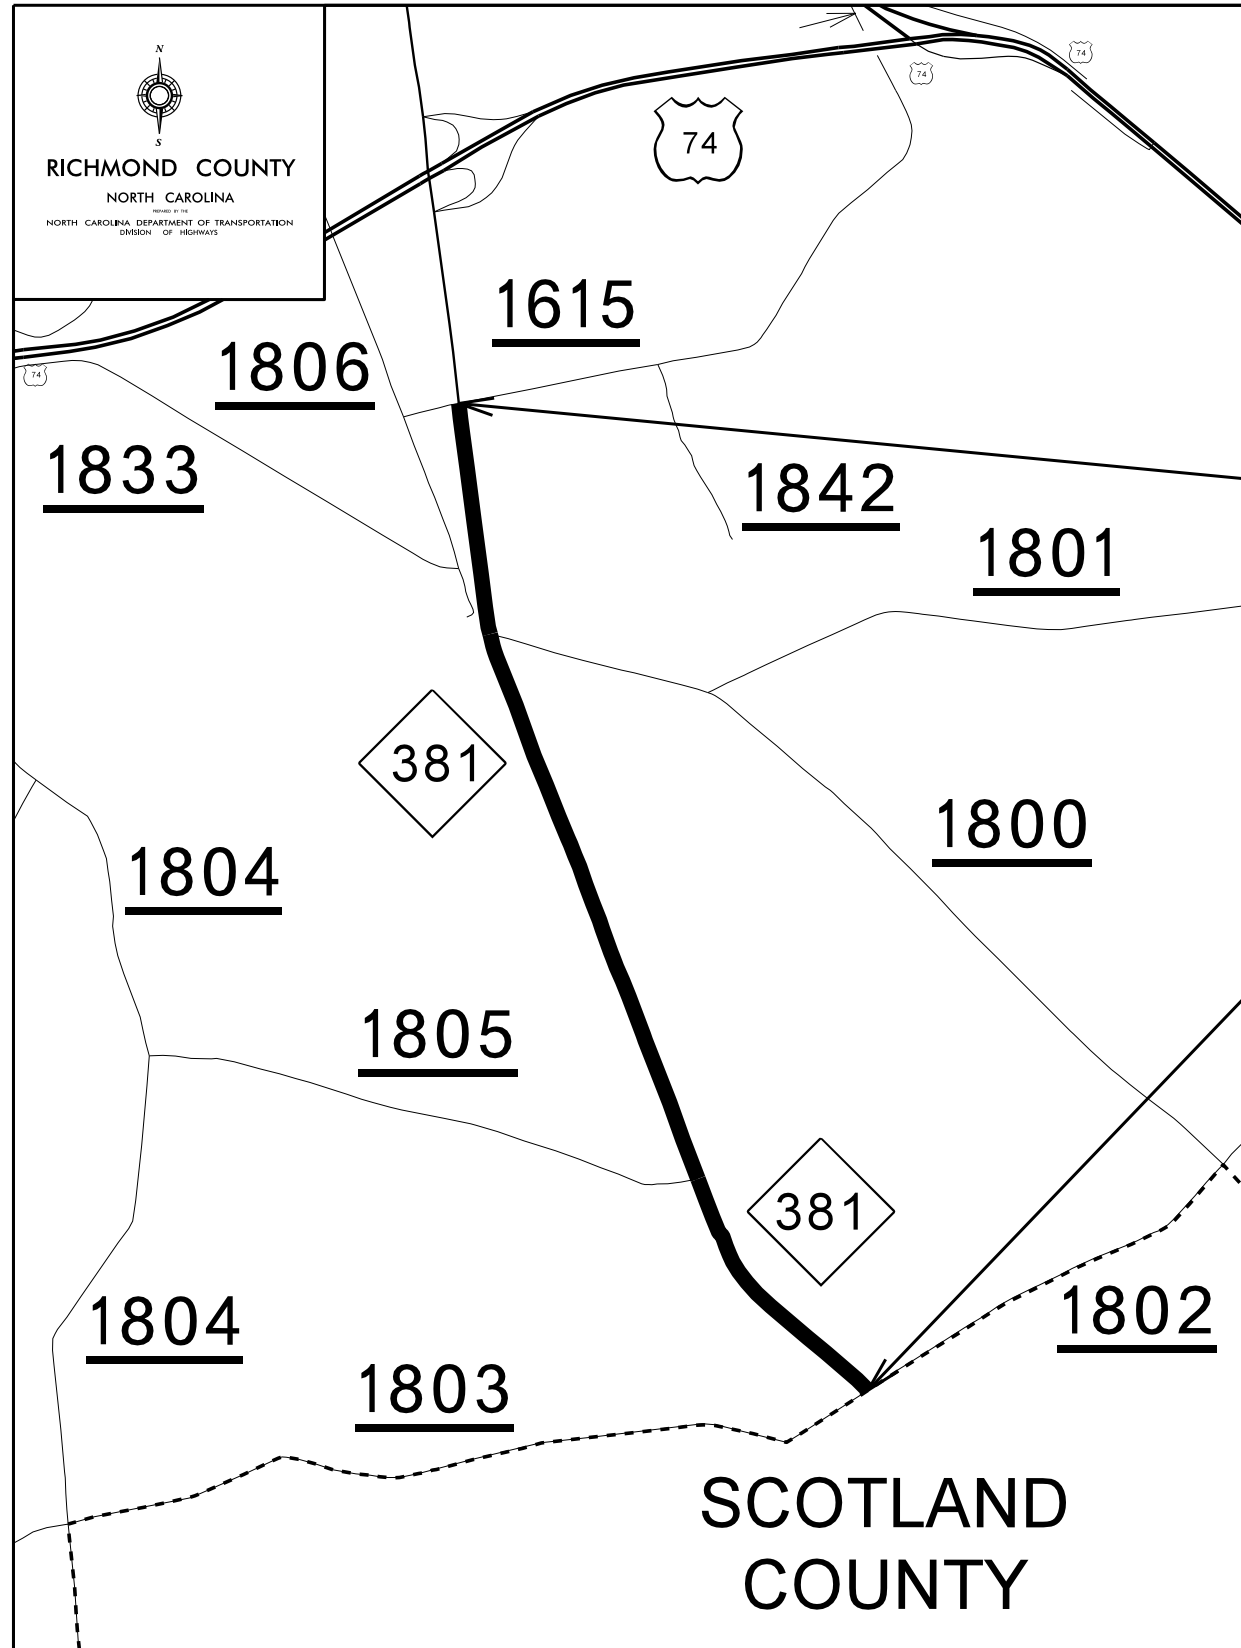 N
S
RICHMOND COUNTY
NORTH CAROLINA
PREPARED BY THE
NORTH CAROLINA DEPARTMENT OF TRANSPORTATION
DIVISION OF HIGHWAYS
74
74
74
1615
1806
74
1833
1842
1801
381
1800
1804
1805
381
1804
1802
1803
SCOTLAND
COUNTY